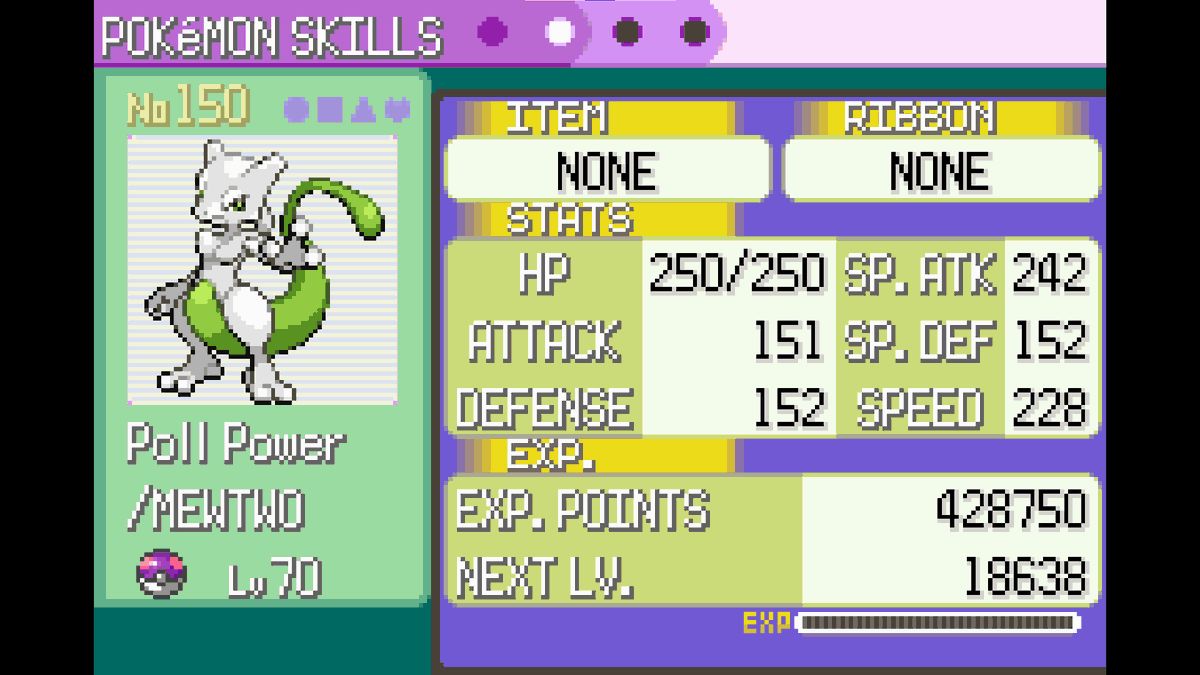 POKéMON SKILLS
No150
Poll Power
/MEWTWO
Lv70
ITEM RIBBON
NONE NONE
STATS
HP 250/250 SP. ATK 242
ATTACK 151 SP. DEF 152
DEFENSE 152 SPEED 228
EXP.
EXP. POINTS 428750
NEXT LV. 18638
EXP